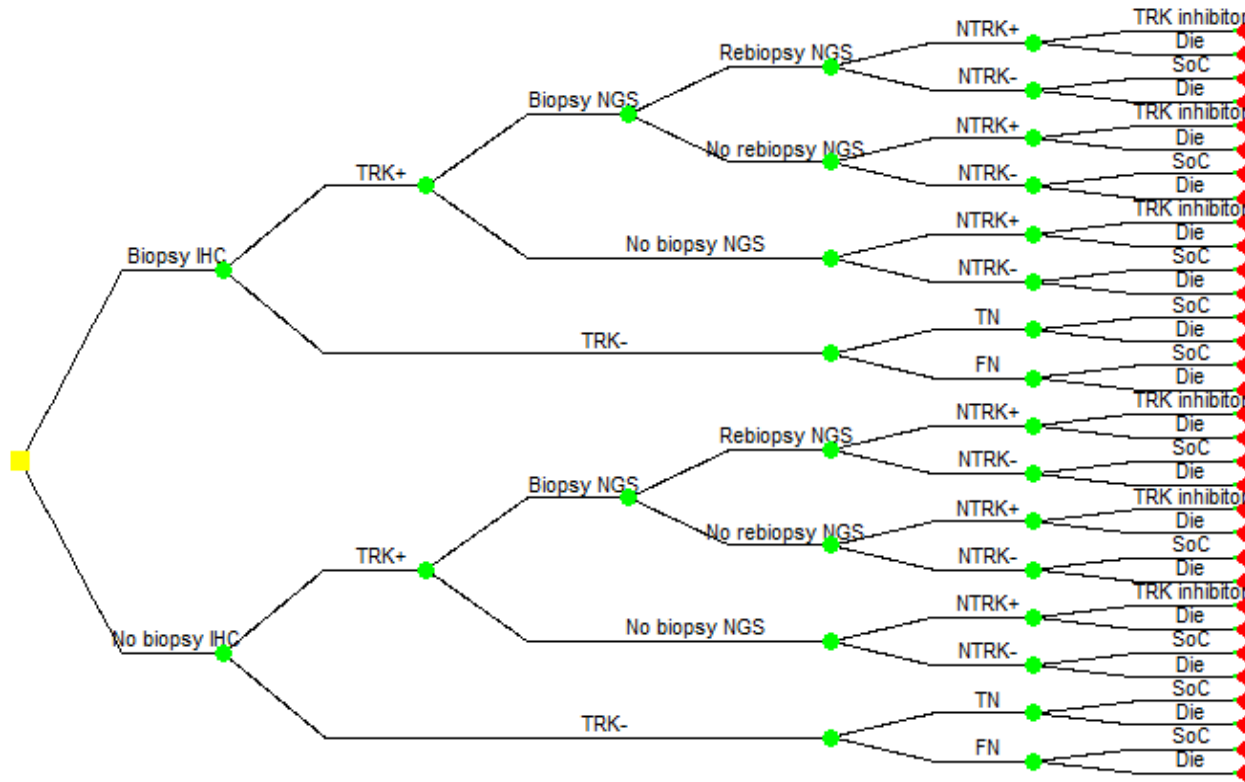 TRK inhibitor
NTRK+
Die
Rebiopsy NGS
SoC
NTRK-
Die
Biopsy NGS
TRK inhibitor
NTRK+
Die
No rebiopsy NGS
SoC
TRK+
NTRK-
Die
TRK inhibitor
NTRK+
Die
No biopsy NGS
Biopsy IHC
SoC
NTRK-
Die
SoC
TN
Die
TRK-
SoC
FN
Die
TRK inhibitor
NTRK+
Die
Rebiopsy NGS
SoC
NTRK-
Die
Biopsy NGS
TRK inhibitor
NTRK+
Die
No rebiopsy NGS
SoC
TRK+
NTRK-
Die
TRK inhibitor
NTRK+
Die
No biopsy NGS
No biopsy IHC
SoC
NTRK-
Die
SoC
TN
Die
TRK-
SoC
FN
Die